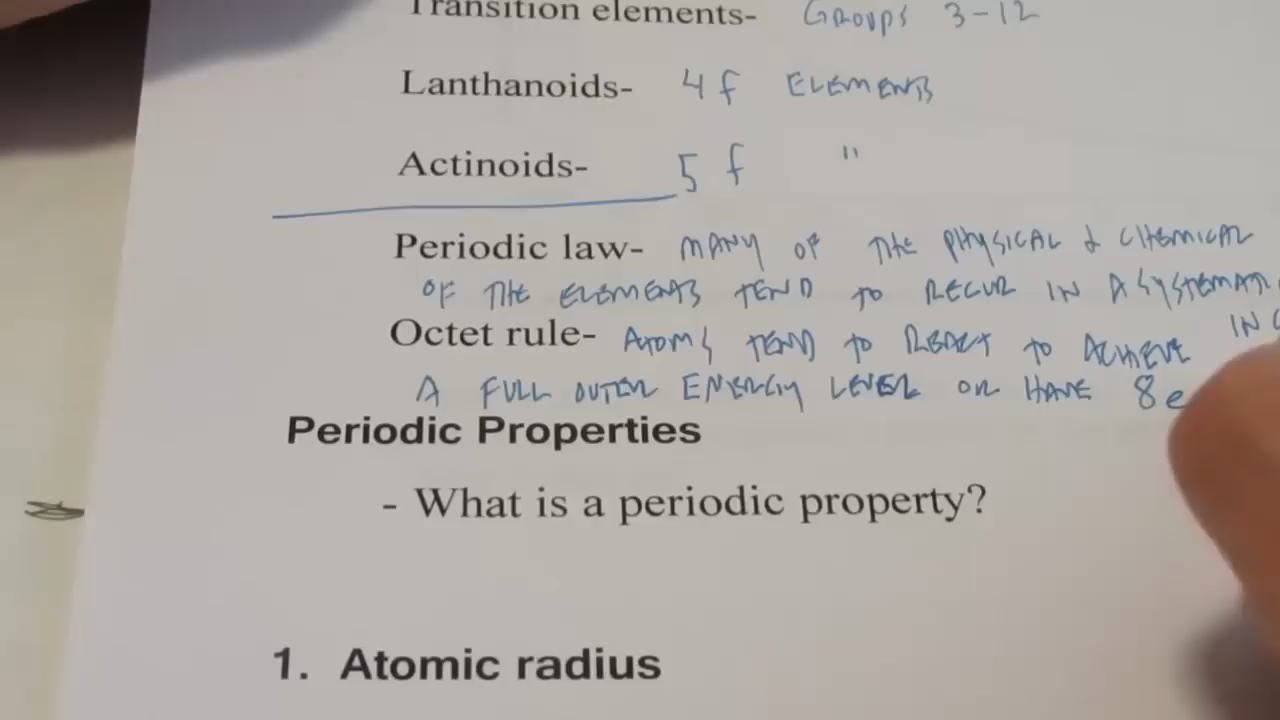 Transition elements- GROUPS 3-12
Lanthanoids- 4f ELEMENTS
Actinoids- 5f "
Periodic law- MANY OF THE PHYSICAL & CHEMICAL
OF THE ELEMENTS TEND TO RECUR IN A SYSTEMATI
IN
Octet rule- ATOMS TEND TO REACT TO ACHIEVE
A FULL OUTER ENERGY LEVEL OR HAVE 8e
Periodic Properties
- What is a periodic property?
1. Atomic radius